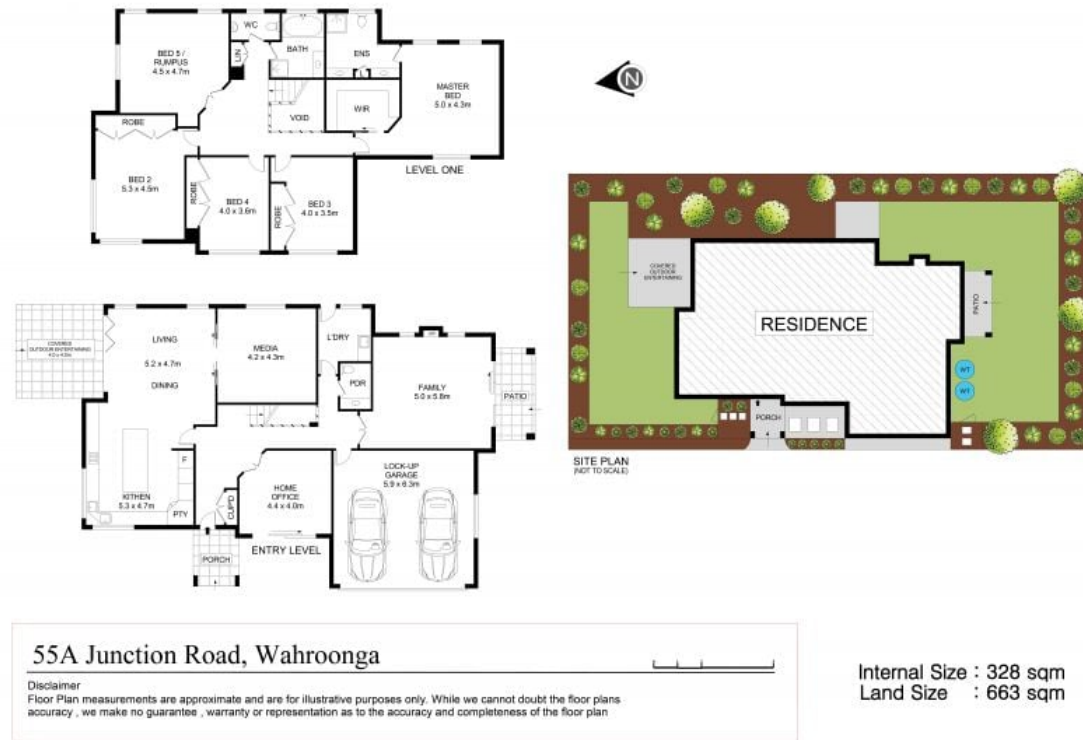 BED 5 /
RUMPUS
4.5 x 4.7m
WC
LIN
BATH
ENS
MASTER
BED
5.0 x 4.3m
WIR
VOID
ROBE
BED 2
5.3 x 4.5m
ROBE
BED 4
4.0 x 3.6m
ROBE
BED 3
4.0 x 3.5m
LEVEL ONE
N
COVERED
OUTDOOR ENTERTAINING
LIVING
5.2 x 4.7m
DINING
MEDIA
4.2 x 4.3m
L'DRY
PDR
FAMILY
5.0 x 5.8m
PATIO
F
KITHEN
5.3 x 4.7m
PTY
CUP'D
HOME
OFFICE
4.4 x 4.0m
LOCK-UP
GARAGE
5.9 x 6.3m
PORCH
ENTRY LEVEL
COVERED
OUTDOOR
ENTERTAINING
RESIDENCE
PATIO
WT
WT
PORCH
SITE PLAN
(NOT TO SCALE)
55A Junction Road, Wahroonga
Disclaimer
Floor Plan measurements are approximate and are for illustrative purposes only. While we cannot doubt the floor plans
accuracy , we make no guarantee , warranty or representation as to the accuracy and completeness of the floor plan
Internal Size : 328 sqm
Land Size : 663 sqm